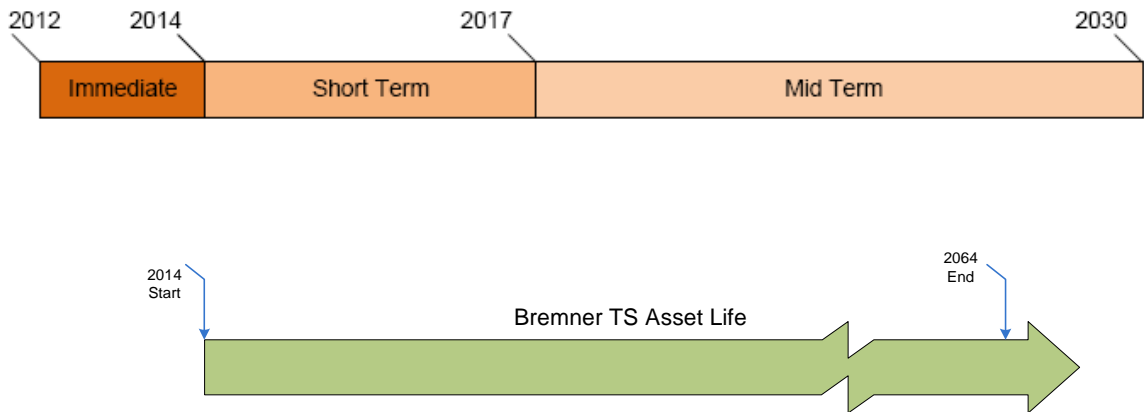 2012
2014
2017
2030
Immediate
Short Term
Mid Term
2014
Start
2064
End
Bremner TS Asset Life